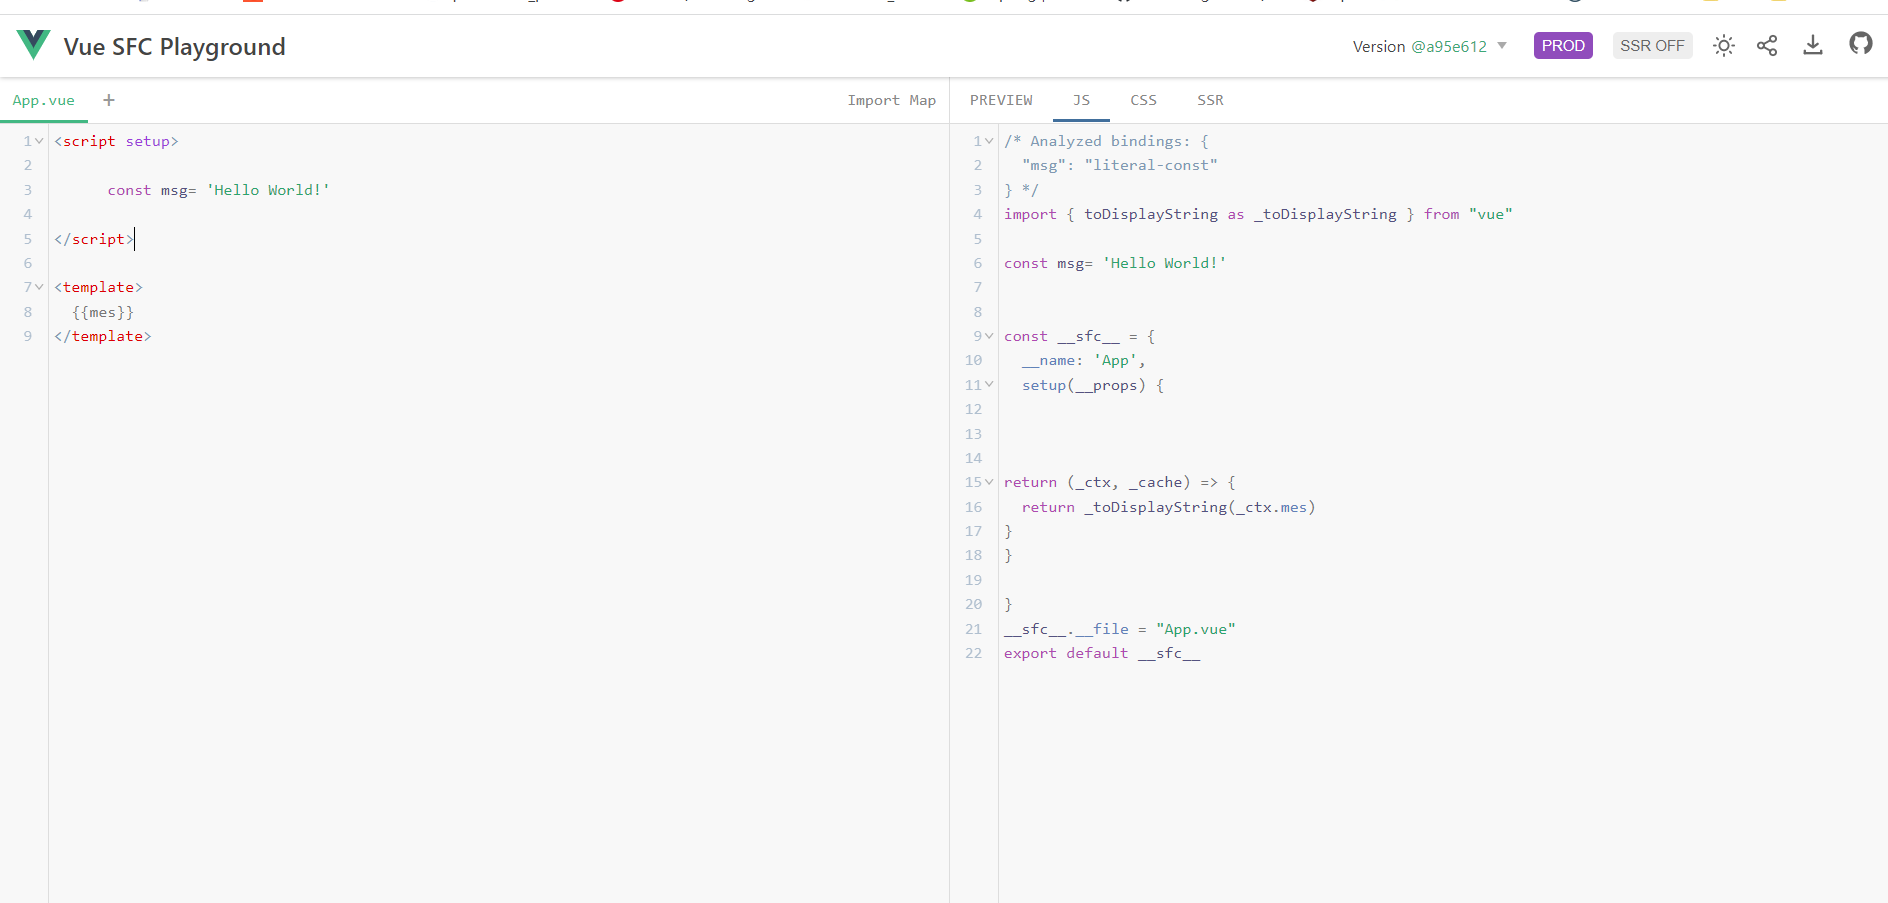 Vue SFC Playground
Version @a95e612
PROD
SSR OFF
App.vue
+
Import Map
PREVIEW
JS
CSS
SSR
1 <script setup>
2
3 const msg= 'Hello World!'
4
5 </script>
6
7 <template>
8 {{mes}}
9 </template>
1 /* Analyzed bindings: {
2 "msg": "literal-const"
3 } */
4 import { toDisplayString as _toDisplayString } from "vue"
5
6 const msg= 'Hello World!'
7
8
9 const __sfc__ = {
10 __name: 'App',
11 setup(__props) {
12
13
14
15 return (_ctx, _cache) => {
16 return _toDisplayString(_ctx.mes)
17 }
18 }
19
20 }
21 __sfc__.__file = "App.vue"
22 export default __sfc__